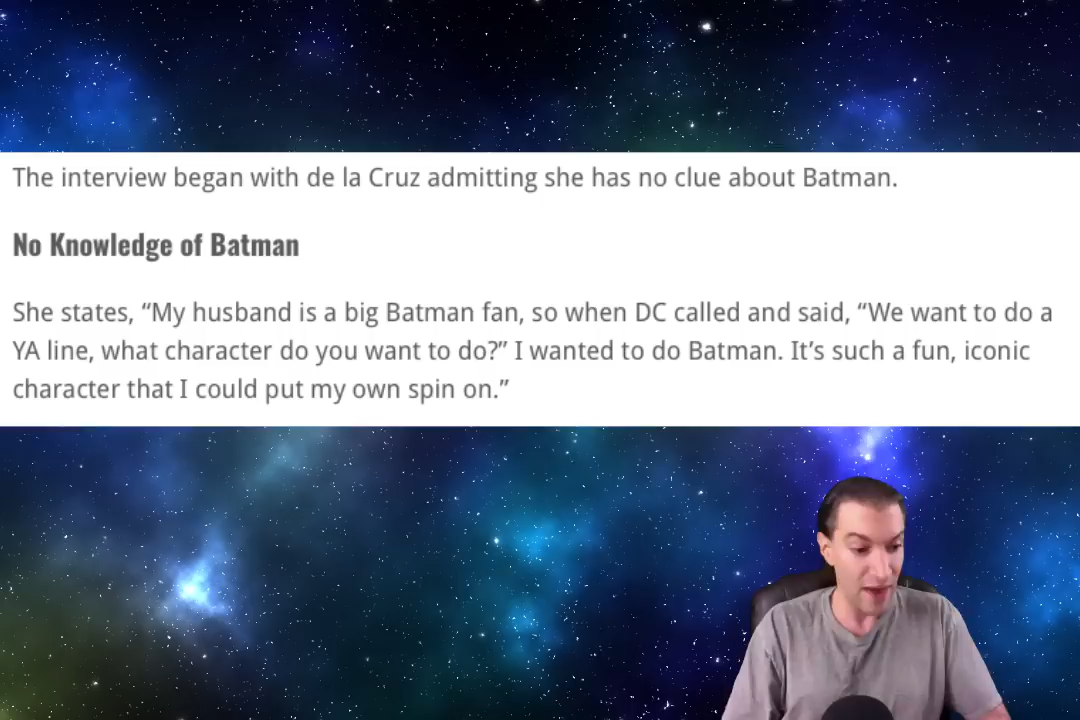 The interview began with de la Cruz admitting she has no clue about Batman.
No Knowledge of Batman
She states, “My husband is a big Batman fan, so when DC called and said, “We want to do a
YA line, what character do you want to do?” I wanted to do Batman. It’s such a fun, iconic
character that I could put my own spin on.”